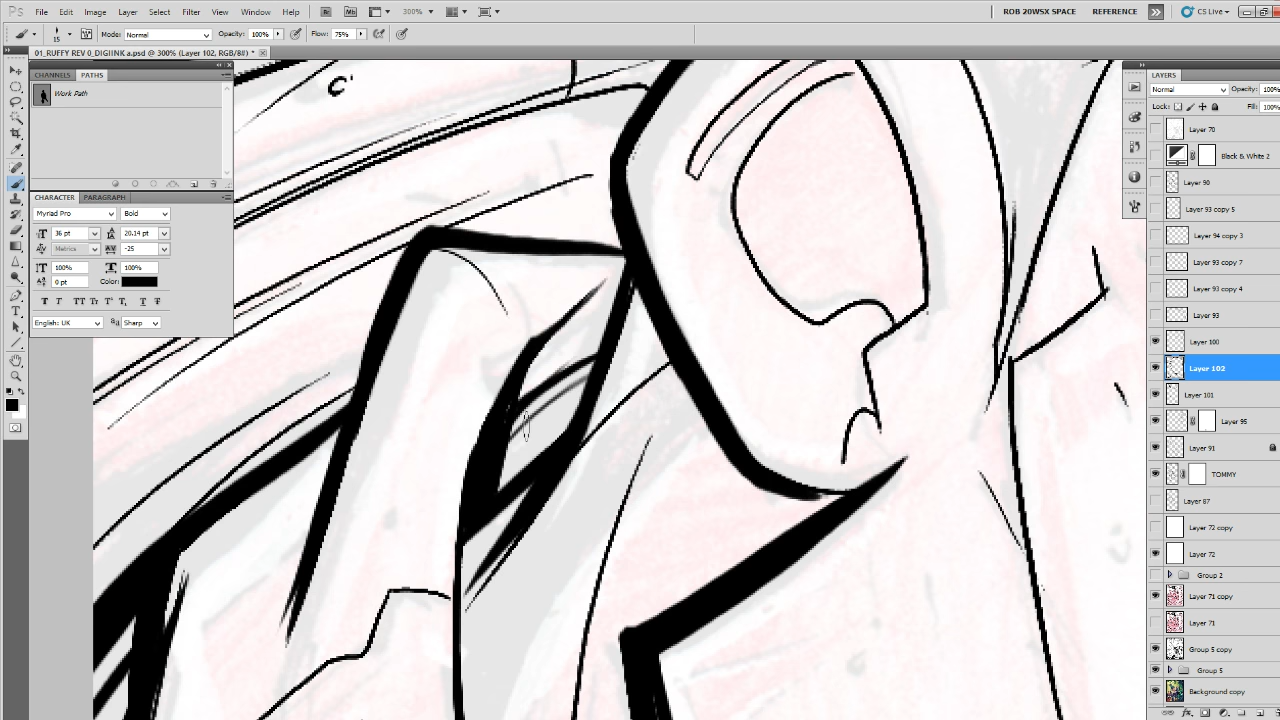 Ps File Edit Image Layer Select Filter View Window Help Br Mb 300% ROB 20WSX SPACE REFERENCE CS Live
15 Mode: Normal Opacity: 100% Flow: 75%
01_RUFFY REV 0_DIGIINK a.psd @ 300% (Layer 102, RGB/8#) *
CHANNELS PATHS
Work Path
CHARACTER PARAGRAPH
Myriad Pro Bold
36 pt 20.14 pt
Metrics -25
100% 100%
0 pt Color:
English: UK Sharp
LAYERS
Normal Opacity: 100%
Lock: Fill: 100%
Layer 70
Black & White 2
Layer 90
Layer 93 copy 5
Layer 94 copy 3
Layer 93 copy 7
Layer 93 copy 4
Layer 93
Layer 100
Layer 102
Layer 101
Layer 95
Layer 91
TOMMY
Layer 87
Layer 72 copy
Layer 72
Group 2
Layer 71 copy
Layer 71
Group 5 copy
Group 5
Background copy